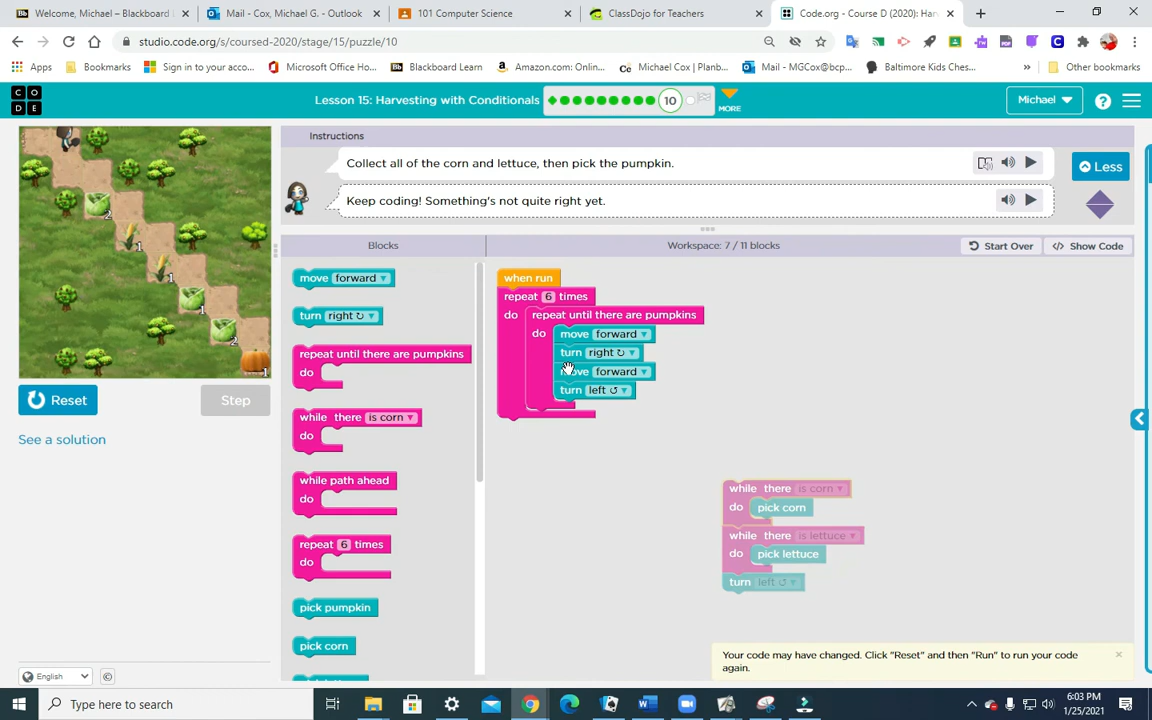 Welcome, Michael – Blackboard
Mail - Cox, Michael G. - Outlook
101 Computer Science
ClassDojo for Teachers
Code.org - Course D (2020): Har
studio.code.org/s/coursed-2020/stage/15/puzzle/10
Apps
Bookmarks
Sign in to your acco...
Microsoft Office Ho...
Blackboard Learn
Amazon.com: Onlin...
Michael Cox | Planb...
Mail - MGCox@bcp...
Baltimore Kids Ches...
»
Other bookmarks
C O
D E
Lesson 15: Harvesting with Conditionals
10
MORE
Michael
?
Instructions
Collect all of the corn and lettuce, then pick the pumpkin.
Less
Keep coding! Something's not quite right yet.
Blocks
Workspace: 7 / 11 blocks
Start Over
</> Show Code
2
1
1
1
2
1
Reset
Step
See a solution
move forward
turn right
repeat until there are pumpkins
do
while there is corn
do
while path ahead
do
repeat 6 times
do
pick pumpkin
pick corn
when run
repeat 6 times
do repeat until there are pumpkins
do move forward
turn right
move forward
turn left
while there is corn
do pick corn
while there is lettuce
do pick lettuce
turn left
Your code may have changed. Click "Reset" and then "Run" to run your code
again.
English
Type here to search
6:03 PM
1/25/2021